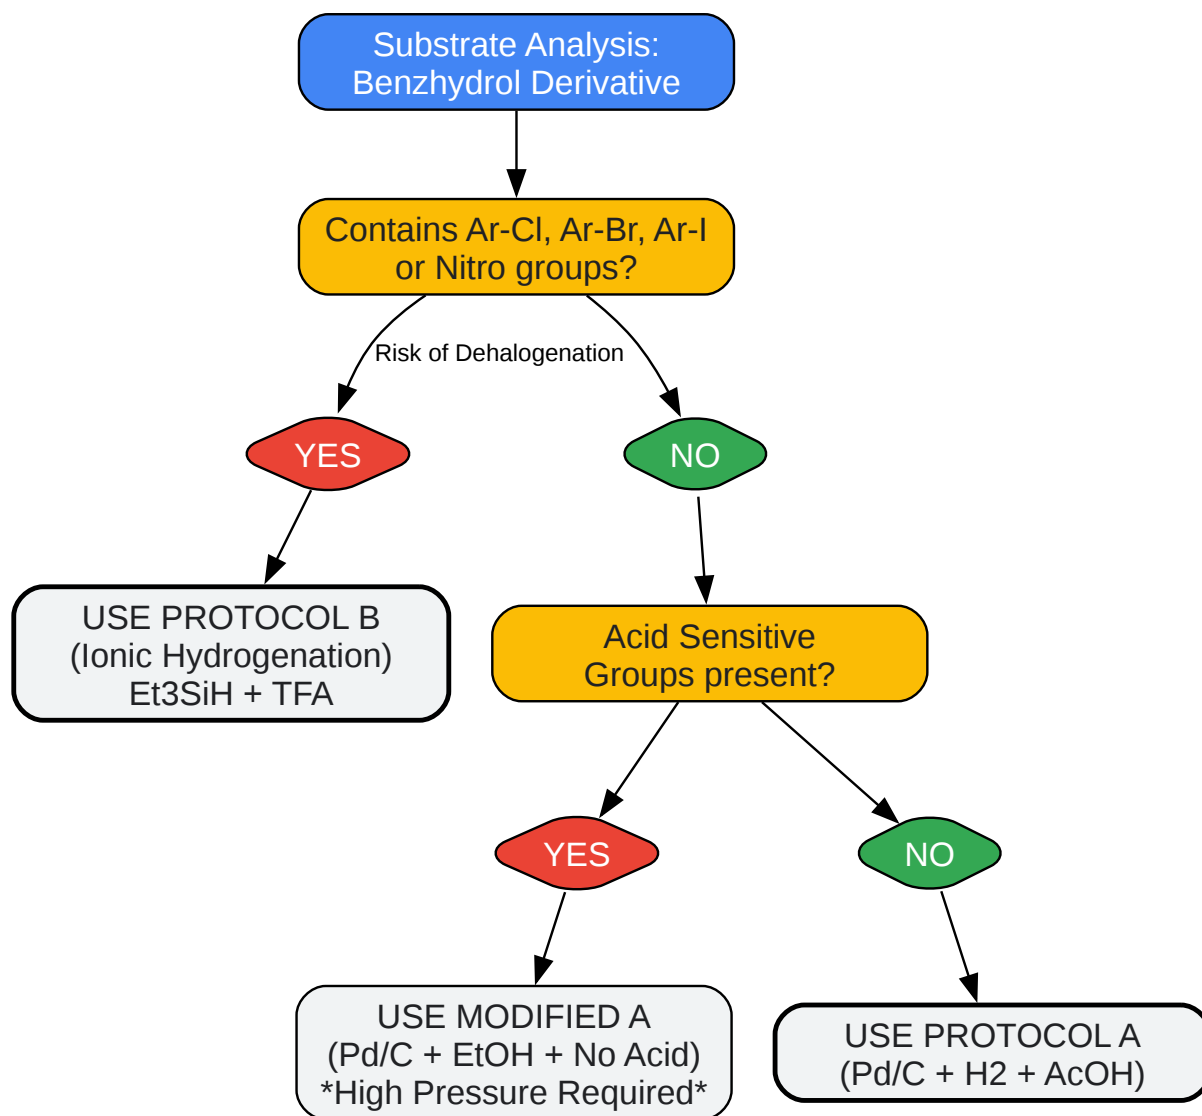 Substrate Analysis:
Benzhydrol Derivative
Contains Ar-Cl, Ar-Br, Ar-I
or Nitro groups?
Risk of Dehalogenation
YES
NO
USE PROTOCOL B
(Ionic Hydrogenation)
Et3SiH + TFA
Acid Sensitive
Groups present?
YES
NO
USE MODIFIED A
(Pd/C + EtOH + No Acid)
*High Pressure Required*
USE PROTOCOL A
(Pd/C + H2 + AcOH)